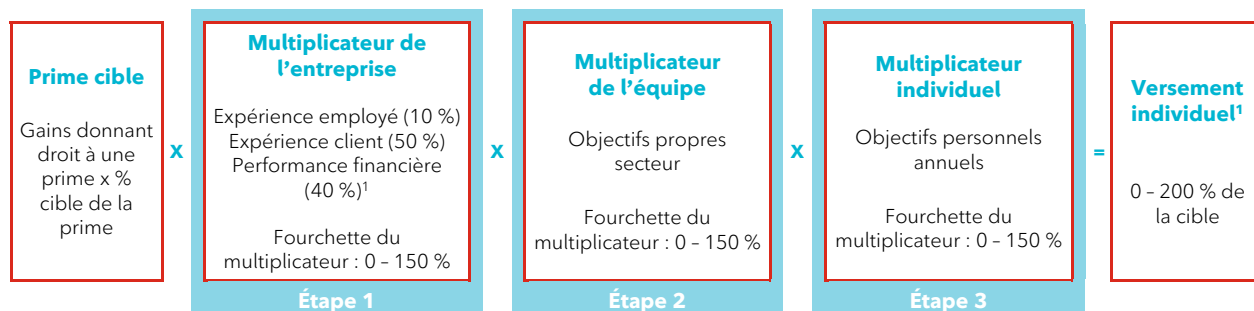 Prime cible
Gains donnant
droit à une
prime x %
cible de la
prime
x
Multiplicateur de
l’entreprise
Expérience employé (10 %)
Expérience client (50 %)
Performance financière
(40 %)¹
Fourchette du
multiplicateur : 0 – 150 %
Étape 1
x
Multiplicateur
de l’équipe
Objectifs propres
secteur
Fourchette du
multiplicateur : 0 – 150 %
Étape 2
x
Multiplicateur
individuel
Objectifs personnels
annuels
Fourchette du
multiplicateur : 0 – 150 %
Étape 3
=
Versement
individuel¹
0 – 200 % de
la cible